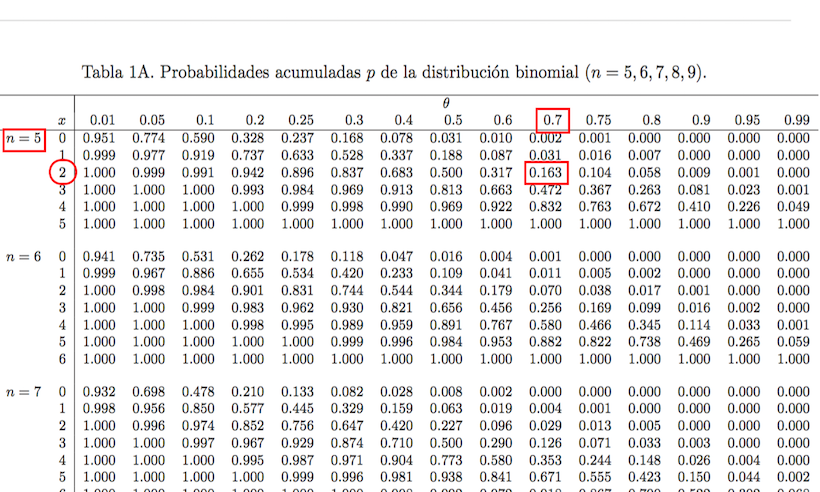 Tabla 1A. Probabilidades acumuladas p de la distribución binomial (n = 5, 6, 7, 8, 9).
θ
x 0.01 0.05 0.1 0.2 0.25 0.3 0.4 0.5 0.6 0.7 0.75 0.8 0.9 0.95 0.99
n = 5 0 0.951 0.774 0.590 0.328 0.237 0.168 0.078 0.031 0.010 0.002 0.001 0.000 0.000 0.000 0.000
1 0.999 0.977 0.919 0.737 0.633 0.528 0.337 0.188 0.087 0.031 0.016 0.007 0.000 0.000 0.000
2 1.000 0.999 0.991 0.942 0.896 0.837 0.683 0.500 0.317 0.163 0.104 0.058 0.009 0.001 0.000
3 1.000 1.000 1.000 0.993 0.984 0.969 0.913 0.813 0.663 0.472 0.367 0.263 0.081 0.023 0.001
4 1.000 1.000 1.000 1.000 0.999 0.998 0.990 0.969 0.922 0.832 0.763 0.672 0.410 0.226 0.049
5 1.000 1.000 1.000 1.000 1.000 1.000 1.000 1.000 1.000 1.000 1.000 1.000 1.000 1.000 1.000
n = 6 0 0.941 0.735 0.531 0.262 0.178 0.118 0.047 0.016 0.004 0.001 0.000 0.000 0.000 0.000 0.000
1 0.999 0.967 0.886 0.655 0.534 0.420 0.233 0.109 0.041 0.011 0.005 0.002 0.000 0.000 0.000
2 1.000 0.998 0.984 0.901 0.831 0.744 0.544 0.344 0.179 0.070 0.038 0.017 0.001 0.000 0.000
3 1.000 1.000 0.999 0.983 0.962 0.930 0.821 0.656 0.456 0.256 0.169 0.099 0.016 0.002 0.000
4 1.000 1.000 1.000 0.998 0.995 0.989 0.959 0.891 0.767 0.580 0.466 0.345 0.114 0.033 0.001
5 1.000 1.000 1.000 1.000 1.000 0.999 0.996 0.984 0.953 0.882 0.822 0.738 0.469 0.265 0.059
6 1.000 1.000 1.000 1.000 1.000 1.000 1.000 1.000 1.000 1.000 1.000 1.000 1.000 1.000 1.000
n = 7 0 0.932 0.698 0.478 0.210 0.133 0.082 0.028 0.008 0.002 0.000 0.000 0.000 0.000 0.000 0.000
1 0.998 0.956 0.850 0.577 0.445 0.329 0.159 0.063 0.019 0.004 0.001 0.000 0.000 0.000 0.000
2 1.000 0.996 0.974 0.852 0.756 0.647 0.420 0.227 0.096 0.029 0.013 0.005 0.000 0.000 0.000
3 1.000 1.000 0.997 0.967 0.929 0.874 0.710 0.500 0.290 0.126 0.071 0.033 0.003 0.000 0.000
4 1.000 1.000 1.000 0.995 0.987 0.971 0.904 0.773 0.580 0.353 0.244 0.148 0.026 0.004 0.000
5 1.000 1.000 1.000 1.000 0.999 0.996 0.981 0.938 0.841 0.671 0.555 0.423 0.150 0.044 0.002